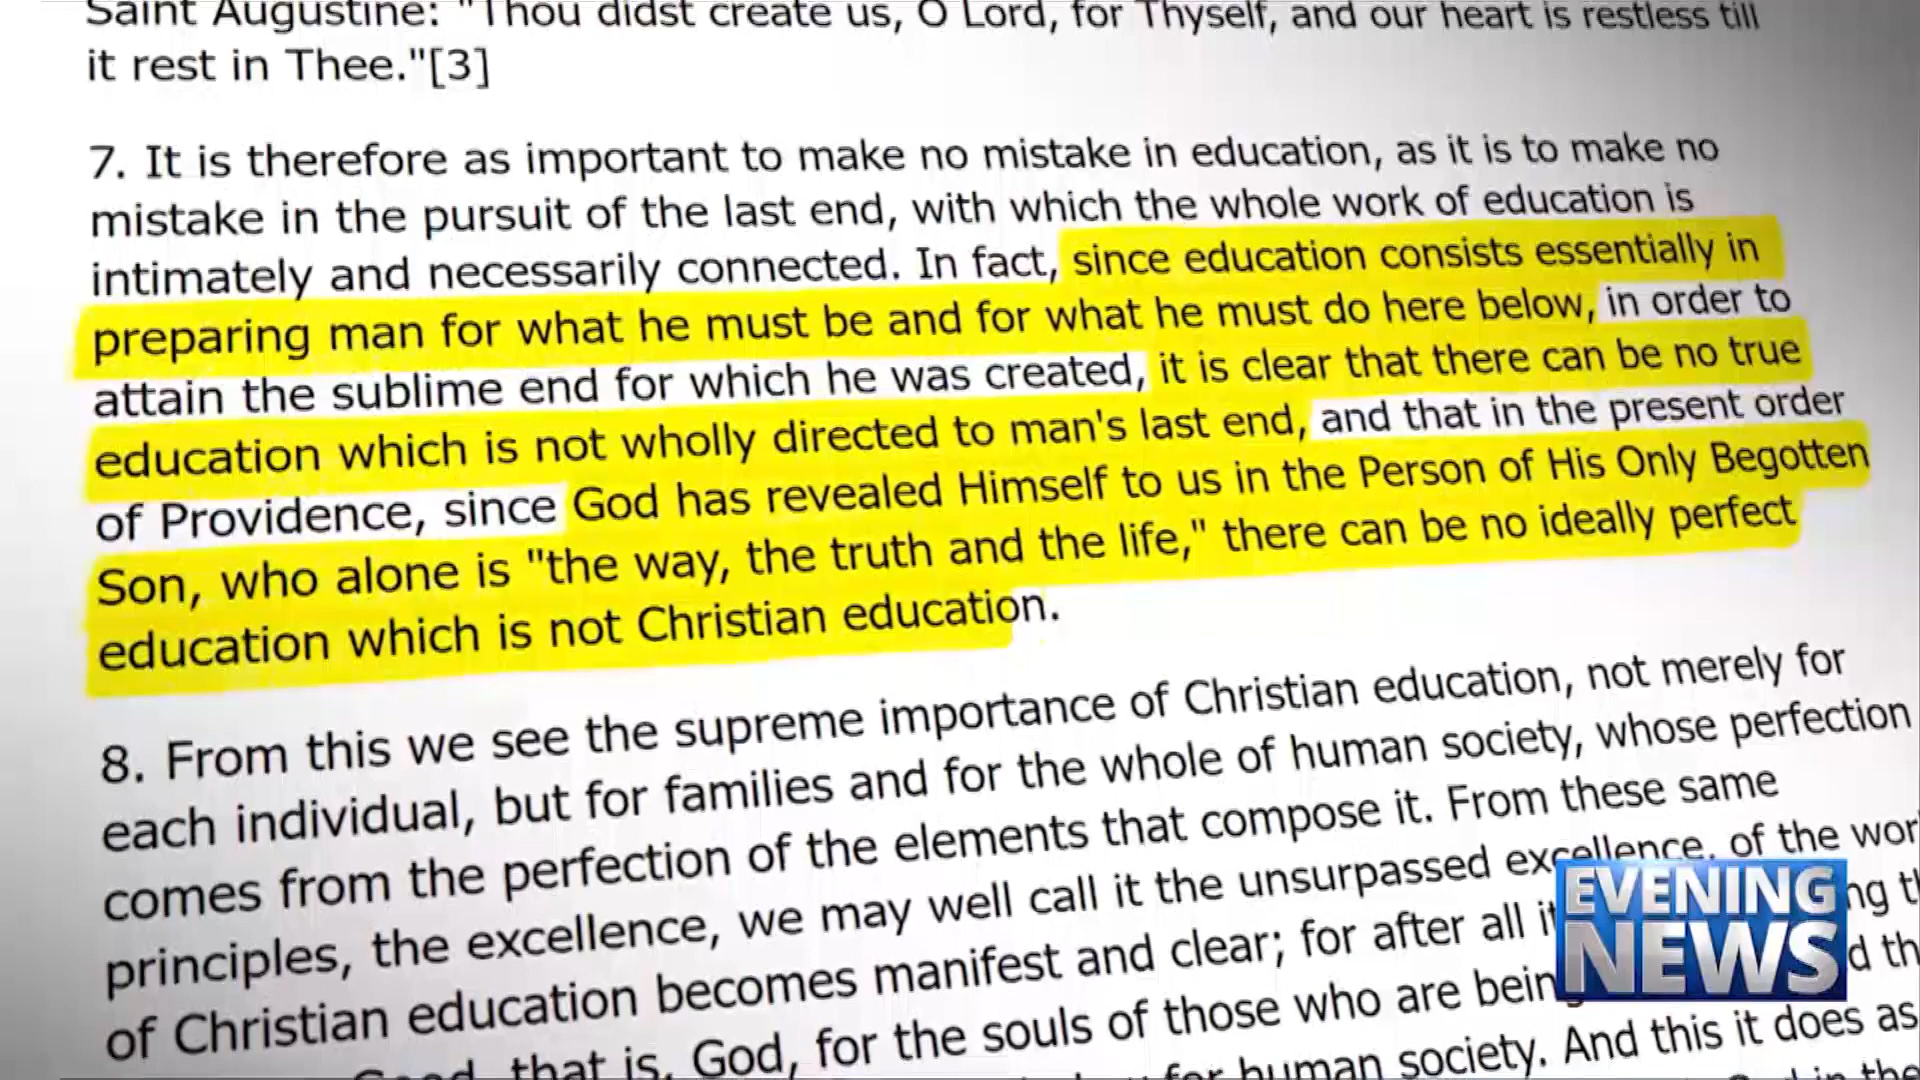 Saint Augustine: "Thou didst create us, O Lord, for Thyself, and our heart is restless till
it rest in Thee."[3]
7. It is therefore as important to make no mistake in education, as it is to make no
mistake in the pursuit of the last end, with which the whole work of education is
intimately and necessarily connected. In fact, since education consists essentially in
preparing man for what he must be and for what he must do here below, in order to
attain the sublime end for which he was created, it is clear that there can be no true
education which is not wholly directed to man's last end, and that in the present order
of Providence, since God has revealed Himself to us in the Person of His Only Begotten
Son, who alone is "the way, the truth and the life," there can be no ideally perfect
education which is not Christian education.
8. From this we see the supreme importance of Christian education, not merely for
each individual, but for families and for the whole of human society, whose perfection
comes from the perfection of the elements that compose it. From these same
principles, the excellence, we may well call it the unsurpassed excellence, of the
of Christian education becomes manifest and clear; for after all it
that is, God, for the souls of those who are being
for human society. And this it does as
in the
EVENING
NEWS